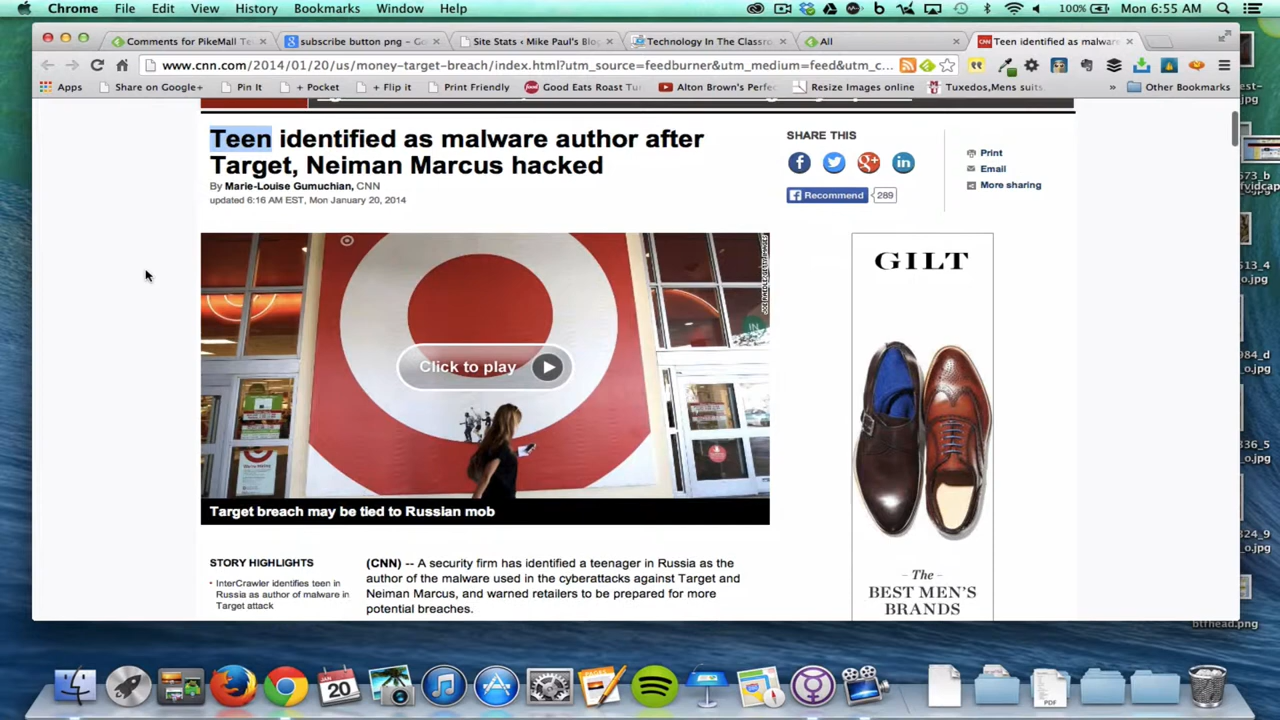 Chrome File Edit View History Bookmarks Window Help
100% Mon 6:55 AM
Comments for PikeMall Te
subscribe button png - G
Site Stats ‹ Mike Paul's Blog
Technology In The Classro
All
Teen identified as malware
www.cnn.com/2014/01/20/us/money-target-breach/index.html?utm_source=feedburner&utm_medium=feed&utm_c...
Apps Share on Google+ Pin It + Pocket + Flip it Print Friendly Good Eats Roast Tur Alton Brown's Perfe Resize Images online Tuxedos,Mens suits. » Other Bookmarks
Teen identified as malware author after
Target, Neiman Marcus hacked
By Marie-Louise Gumuchian, CNN
updated 6:16 AM EST, Mon January 20, 2014
SHARE THIS
Recommend 289
Print
Email
More sharing
Click to play
Target breach may be tied to Russian mob
STORY HIGHLIGHTS
InterCrawler identifies teen in
Russia as author of malware in
Target attack
(CNN) -- A security firm has identified a teenager in Russia as the
author of the malware used in the cyberattacks against Target and
Neiman Marcus, and warned retailers to be prepared for more
potential breaches.
GILT
- The -
BEST MEN'S
BRANDS
btfhead.png
JAN
20
PDF